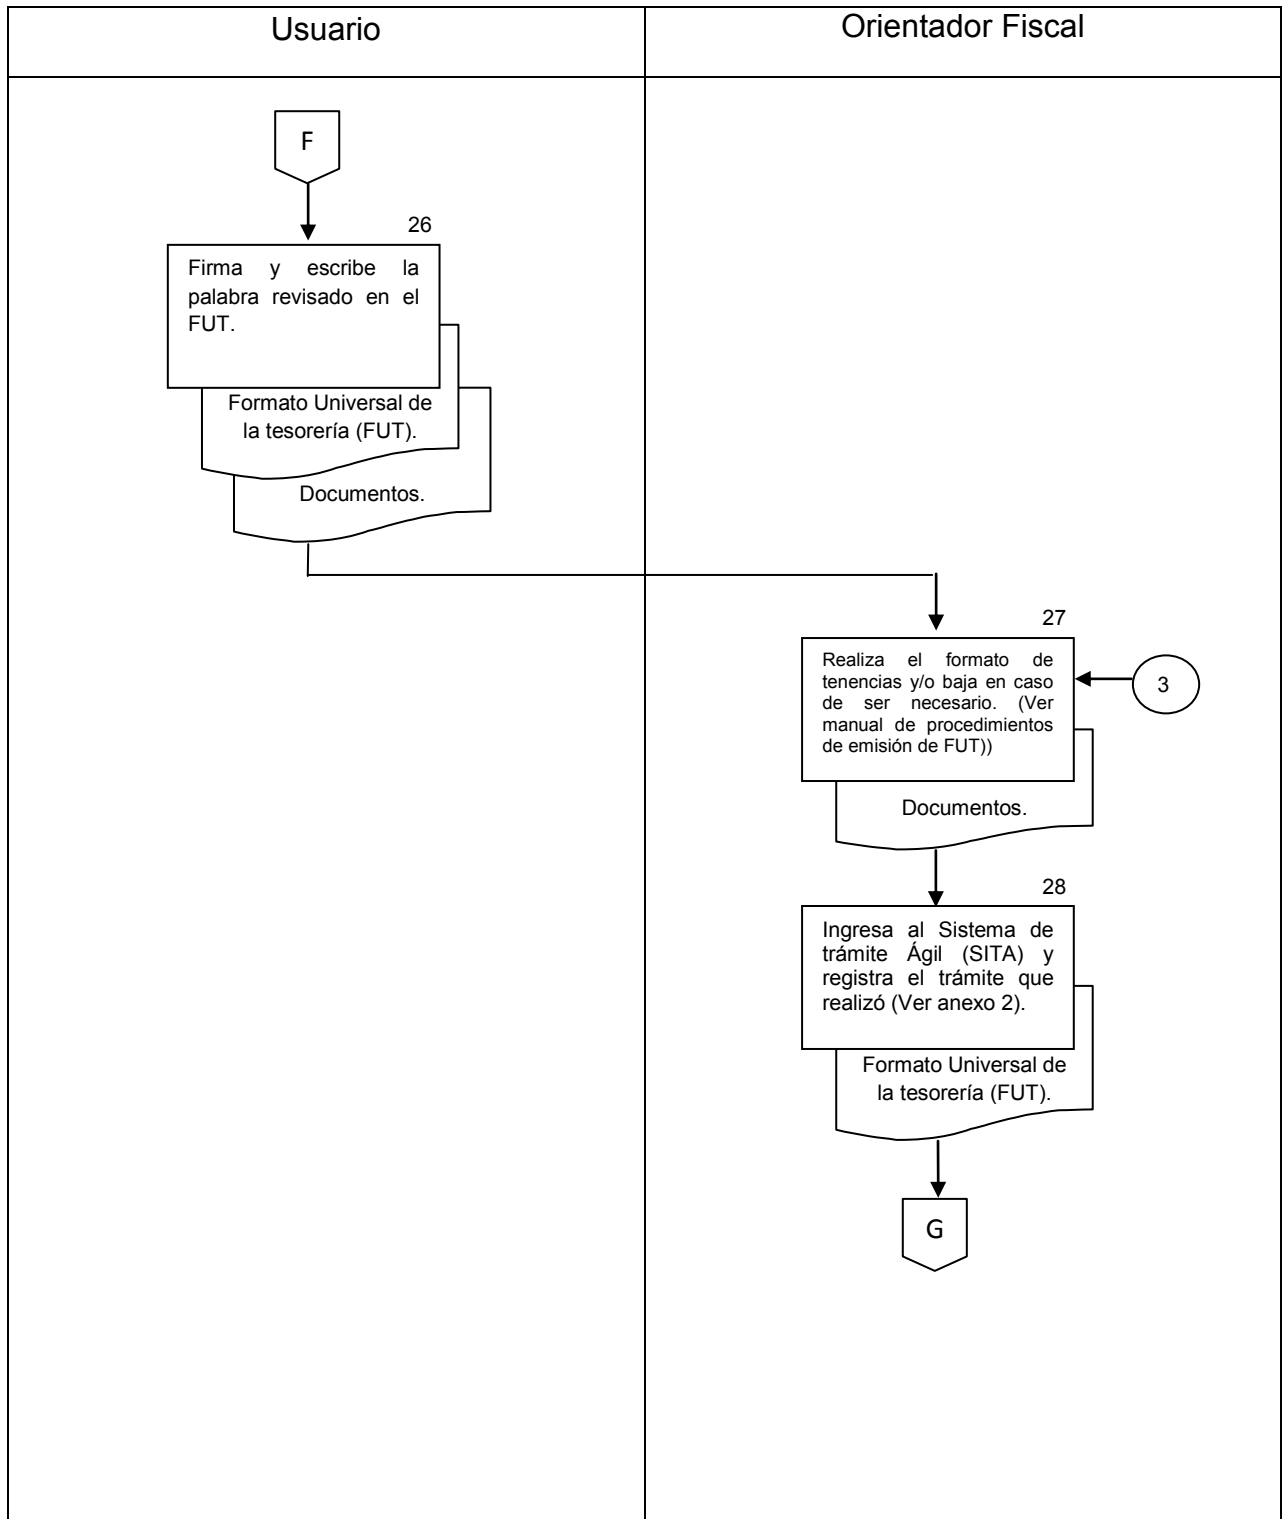 Usuario
Orientador Fiscal
F
26
Firma y escribe la
palabra revisado en el
FUT.
Formato Universal de
la tesorería (FUT).
Documentos.
27
Realiza el formato de
tenencias y/o baja en caso
de ser necesario. (Ver
manual de procedimientos
de emisión de FUT))
3
Documentos.
28
Ingresa al Sistema de
trámite Ágil (SITA) y
registra el trámite que
realizó (Ver anexo 2).
Formato Universal de
la tesorería (FUT).
G